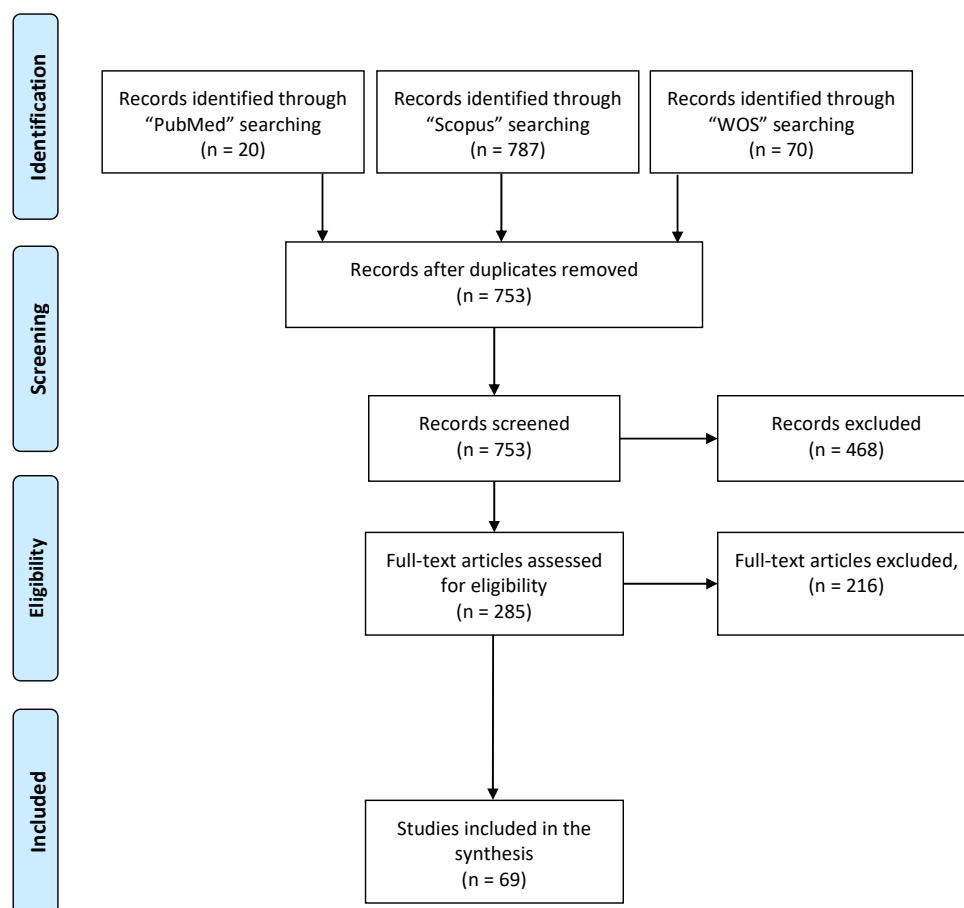 Identification
Records identified through
“PubMed” searching
(n = 20)
Records identified through
“Scopus” searching
(n = 787)
Records identified through
“WOS” searching
(n = 70)
Screening
Records after duplicates removed
(n = 753)
Records screened
(n = 753)
Records excluded
(n = 468)
Eligibility
Full-text articles assessed
for eligibility
(n = 285)
Full-text articles excluded,
(n = 216)
Included
Studies included in the
synthesis
(n = 69)